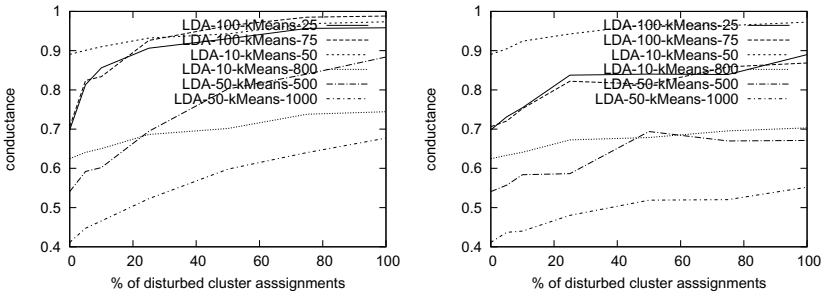 1
0.9
0.8
0.7
0.6
0.5
0.4
conductance
LDA-100-kMeans-25
LDA-100-kMeans-75
LDA-10-kMeans-50
LDA-10-kMeans-800
LDA-50-kMeans-500
LDA-50-kMeans-1000
0 20 40 60 80 100
% of disturbed cluster asssignments
1
0.9
0.8
0.7
0.6
0.5
0.4
conductance
LDA-100-kMeans-25
LDA-100-kMeans-75
LDA-10-kMeans-50
LDA-10-kMeans-800
LDA-50-kMeans-500
LDA-50-kMeans-1000
0 20 40 60 80 100
% of disturbed cluster asssignments